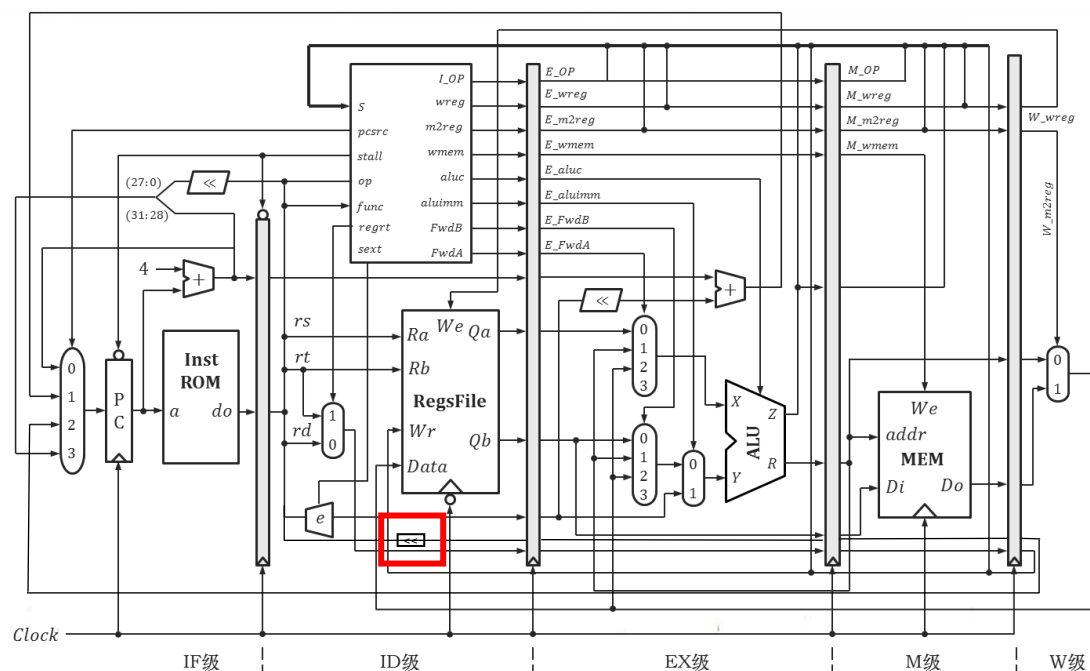 I_OP
wreg
m2reg
wmem
aluc
aluimm
FwdB
FwdA
S
pcsrc
stall
op
func
regrt
sext
E_OP
E_wreg
E_m2reg
E_wmem
E_aluc
E_aluimm
E_FwdB
E_FwdA
M_OP
M_wreg
M_m2reg
M_wmem
W_wreg
W_m2reg
(27:0)
(31:28)
<<
4
+
<<
+
0
1
2
3
PC
Inst
ROM
a
do
rs
rt
rd
1
0
We
Ra
Qa
Rb
RegsFile
Wr
Qb
Data
e
<<
0
1
2
3
0
1
2
3
0
1
X
Z
ALU
R
Y
We
addr
MEM
Di
Do
0
1
Clock
IF级
ID级
EX级
M级
W级